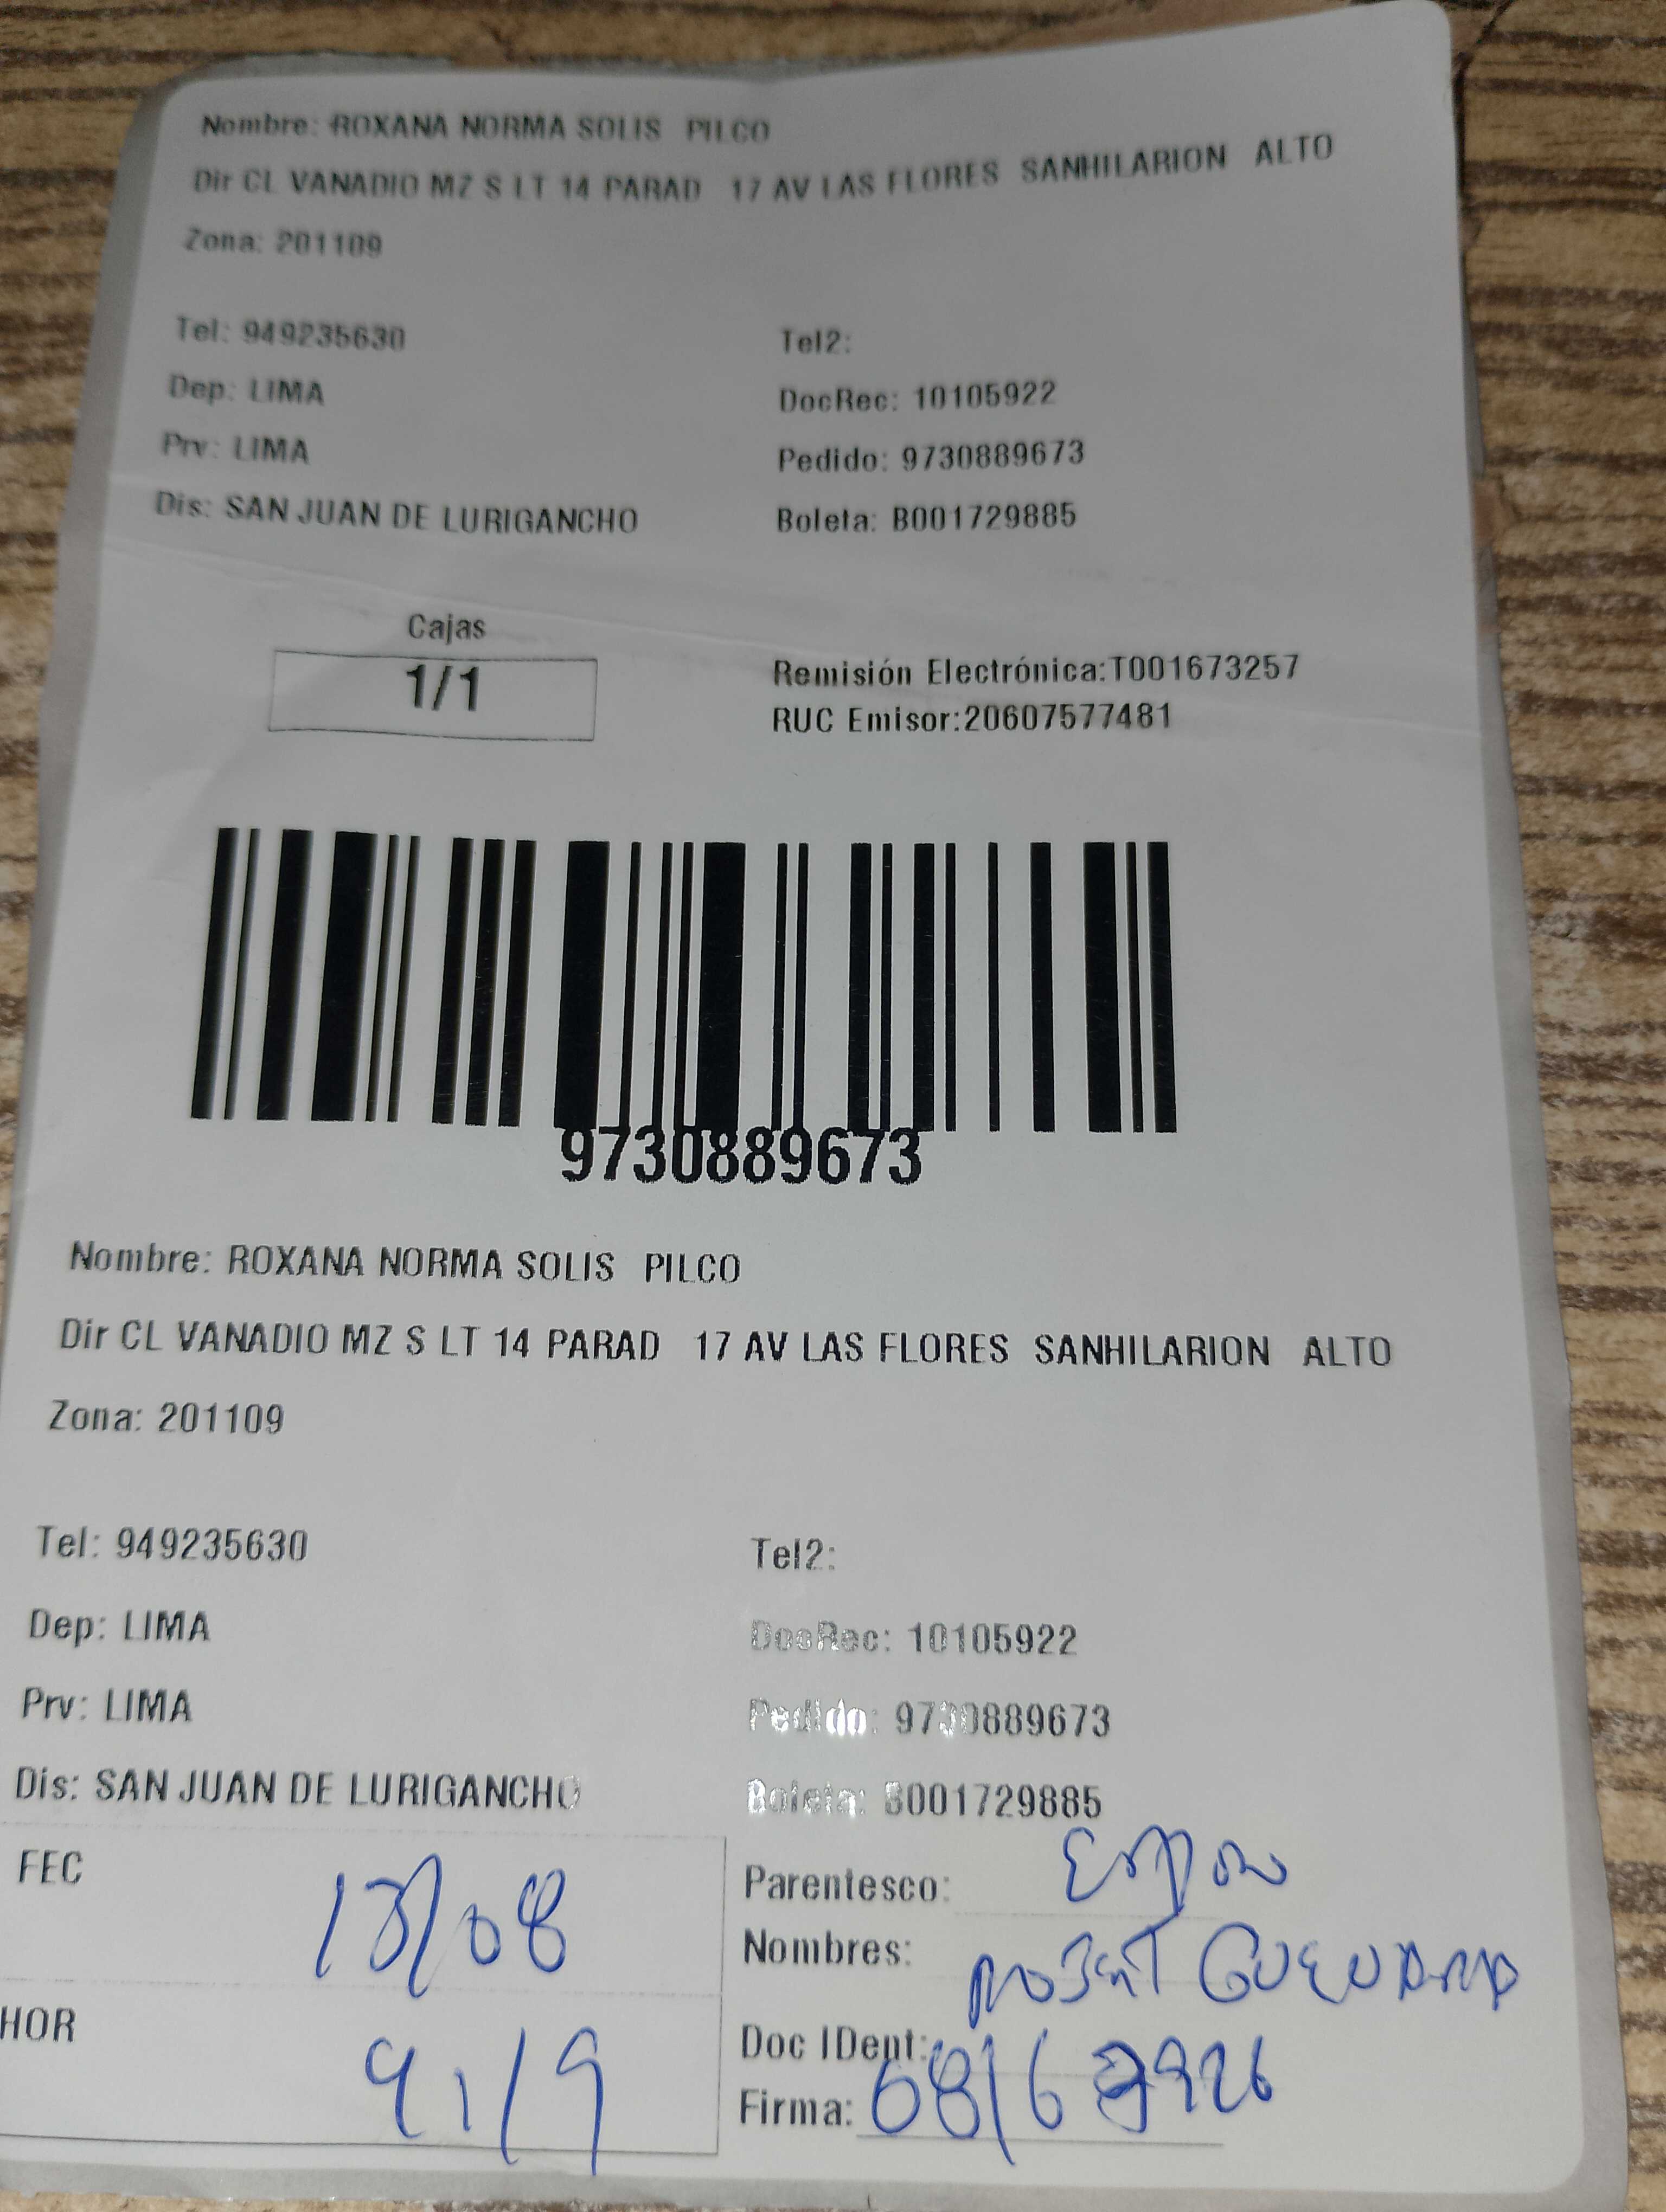 Nombre: ROXANA NORMA SOLIS PILCO
Dir CL VANADIO MZ S LT 14 PARAD 17 AV LAS FLORES SANHILARION ALTO
Zona: 201109
Tel: 949235630 Tel2:
Dep: LIMA DocRec: 10105922
Prv: LIMA Pedido: 9730889673
Dis: SAN JUAN DE LURIGANCHO Boleta: B001729885
Cajas
1/1
Remisión Electrónica:T001673257
RUC Emisor:20607577481
9730889673
Nombre: ROXANA NORMA SOLIS PILCO
Dir CL VANADIO MZ S LT 14 PARAD 17 AV LAS FLORES SANHILARION ALTO
Zona: 201109
Tel: 949235630 Tel2:
Dep: LIMA DocRec: 10105922
Prv: LIMA Pedido: 9730889673
Dis: SAN JUAN DE LURIGANCHO Boleta: B001729885
FEC 13/08
Parentesco:
Nombres: ROBERT GUEVARA
HOR
Doc IDent:
Firma: